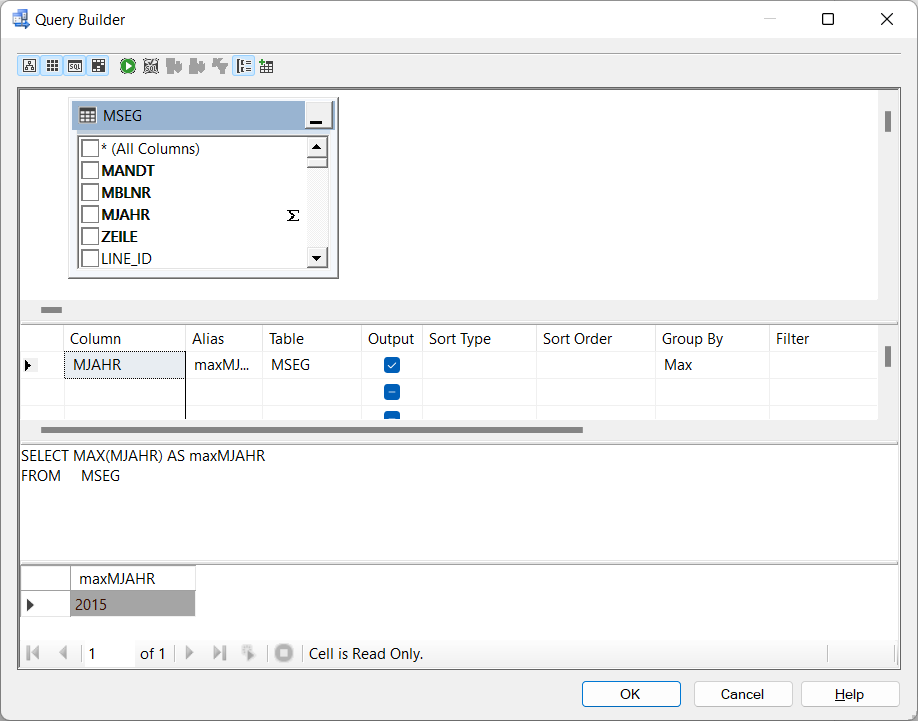 Query Builder
SQL
MSEG
* (All Columns)
MANDT
MBLNR
MJAHR
Σ
ZEILE
LINE_ID
Column Alias Table Output Sort Type Sort Order Group By Filter
MJAHR maxMJ... MSEG Max
SELECT MAX(MJAHR) AS maxMJAHR
FROM MSEG
maxMJAHR
2015
1 of 1 Cell is Read Only.
OK Cancel Help